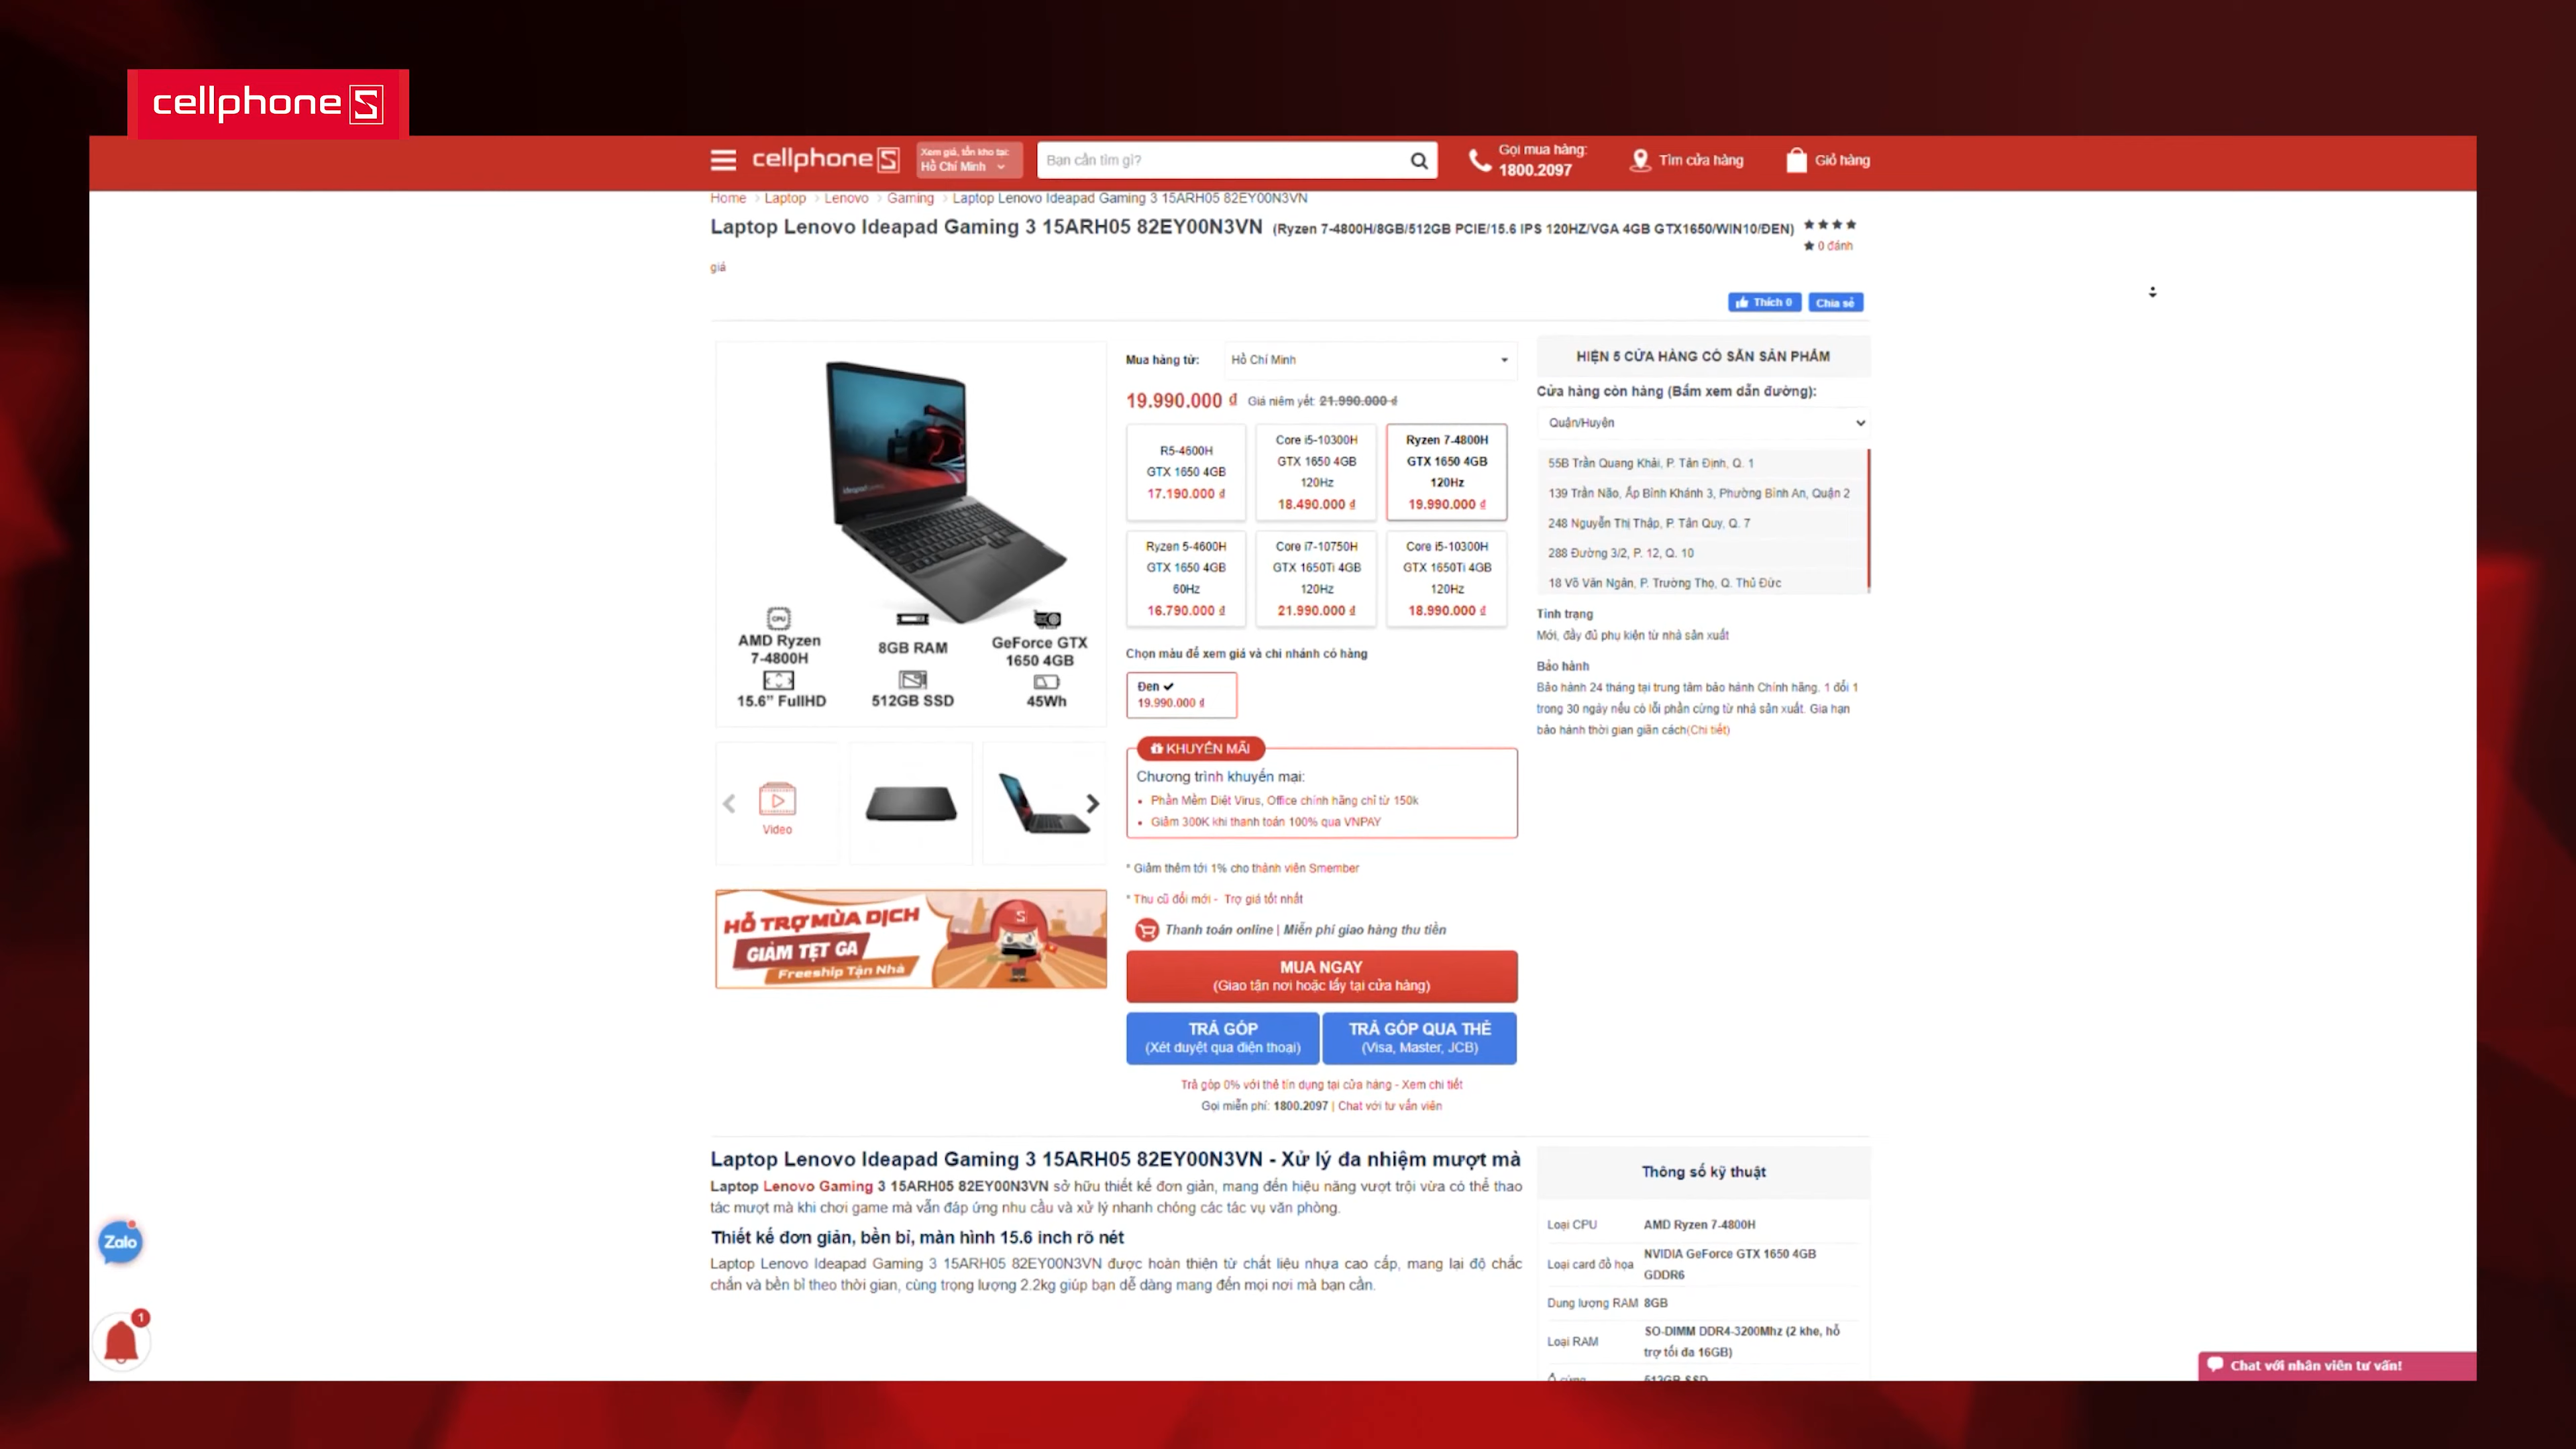 cellphoneS
cellphoneS
Xem giá, tồn kho tại:
Hồ Chí Minh
Bạn cần tìm gì?
Gọi mua hàng:
1800.2097
Tìm cửa hàng
Giỏ hàng
Home > Laptop > Lenovo > Gaming > Laptop Lenovo Ideapad Gaming 3 15ARH05 82EY00N3VN
Laptop Lenovo Ideapad Gaming 3 15ARH05 82EY00N3VN (Ryzen 7-4800H/8GB/512GB PCIE/15.6 IPS 120HZ/VGA 4GB GTX1650/WIN10/ĐEN)
0 đánh
giá
Thích 0
Chia sẻ
ideapad gaming
CPU
AMD Ryzen
7-4800H
8GB RAM
GeForce GTX
1650 4GB
15.6” FullHD
512GB SSD
45Wh
Video
HỖ TRỢ MÙA DỊCH
GIẢM TẸT GA
Freeship Tận Nhà
S
Mua hàng từ:
Hồ Chí Minh
19.990.000 ₫ Giá niêm yết: 21.990.000 ₫
R5-4600H
GTX 1650 4GB
17.190.000 ₫
Core i5-10300H
GTX 1650 4GB
120Hz
18.490.000 ₫
Ryzen 7-4800H
GTX 1650 4GB
120Hz
19.990.000 ₫
Ryzen 5-4600H
GTX 1650 4GB
60Hz
16.790.000 ₫
Core i7-10750H
GTX 1650Ti 4GB
120Hz
21.990.000 ₫
Core i5-10300H
GTX 1650Ti 4GB
120Hz
18.990.000 ₫
Chọn màu để xem giá và chi nhánh có hàng
Đen ✔
19.990.000 ₫
KHUYẾN MÃI
Chương trình khuyến mại:
• Phần Mềm Diệt Virus, Office chính hãng chỉ từ 150k
• Giảm 300K khi thanh toán 100% qua VNPAY
* Giảm thêm tới 1% cho thành viên Smember
* Thu cũ đổi mới - Trợ giá tốt nhất
Thanh toán online | Miễn phí giao hàng thu tiền
MUA NGAY
(Giao tận nơi hoặc lấy tại cửa hàng)
TRẢ GÓP
(Xét duyệt qua điện thoại)
TRẢ GÓP QUA THẺ
(Visa, Master, JCB)
Trả góp 0% với thẻ tín dụng tại cửa hàng - Xem chi tiết
Gọi miễn phí: 1800.2097 | Chat với tư vấn viên
HIỆN 5 CỬA HÀNG CÓ SẴN SẢN PHẨM
Cửa hàng còn hàng (Bấm xem dẫn đường):
Quận/Huyện
55B Trần Quang Khải, P. Tân Định, Q. 1
139 Trần Não, Ấp Bình Khánh 3, Phường Bình An, Quận 2
248 Nguyễn Thị Thập, P. Tân Quy, Q. 7
288 Đường 3/2, P. 12, Q. 10
18 Võ Văn Ngân, P. Trường Thọ, Q. Thủ Đức
Tình trạng
Mới, đầy đủ phụ kiện từ nhà sản xuất
Bảo hành
Bảo hành 24 tháng tại trung tâm bảo hành Chính hãng. 1 đổi 1
trong 30 ngày nếu có lỗi phần cứng từ nhà sản xuất. Gia hạn
bảo hành thời gian giãn cách(Chi tiết)
Laptop Lenovo Ideapad Gaming 3 15ARH05 82EY00N3VN - Xử lý đa nhiệm mượt mà
Laptop Lenovo Gaming 3 15ARH05 82EY00N3VN sở hữu thiết kế đơn giản, mang đến hiệu năng vượt trội vừa có thể thao
tác mượt mà khi chơi game mà vẫn đáp ứng nhu cầu và xử lý nhanh chóng các tác vụ văn phòng.
Thiết kế đơn giản, bền bỉ, màn hình 15.6 inch rõ nét
Laptop Lenovo Ideapad Gaming 3 15ARH05 82EY00N3VN được hoàn thiện từ chất liệu nhựa cao cấp, mang lại độ chắc
chắn và bền bỉ theo thời gian, cùng trọng lượng 2.2kg giúp bạn dễ dàng mang đến mọi nơi mà bạn cần.
Thông số kỹ thuật
Loại CPU AMD Ryzen 7-4800H
Loại card đồ họa NVIDIA GeForce GTX 1650 4GB
GDDR6
Dung lượng RAM 8GB
Loại RAM SO-DIMM DDR4-3200Mhz (2 khe, hỗ
trợ tối đa 16GB)
Ổ cứng 512GB SSD
Zalo
1
Chat với nhân viên tư vấn!